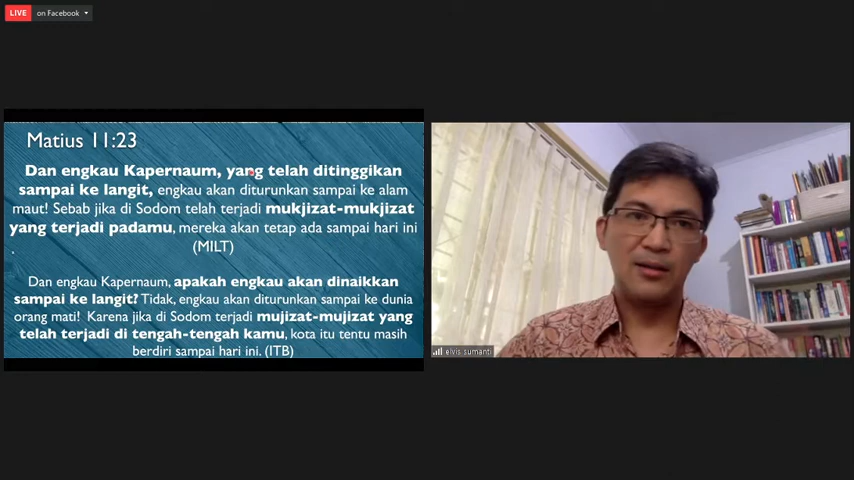 LIVE on Facebook
Matius 11:23
Dan engkau Kapernaum, yang telah ditinggikan
sampai ke langit, engkau akan diturunkan sampai ke alam
maut! Sebab jika di Sodom telah terjadi mukjizat-mukjizat
yang terjadi padamu, mereka akan tetap ada sampai hari ini
(MILT)
.
Dan engkau Kapernaum, apakah engkau akan dinaikkan
sampai ke langit? Tidak, engkau akan diturunkan sampai ke dunia
orang mati! Karena jika di Sodom terjadi mujizat-mujizat yang
telah terjadi di tengah-tengah kamu, kota itu tentu masih
berdiri sampai hari ini. (ITB)
elvis sumanti